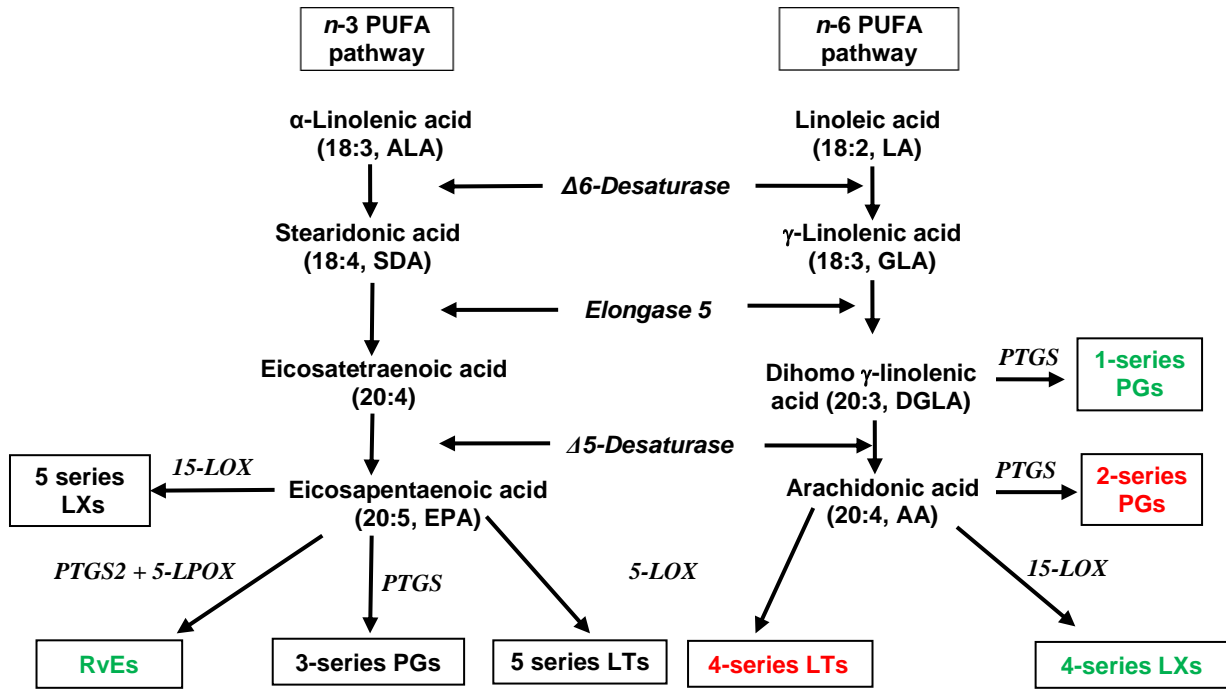 n-3 PUFA
pathway
n-6 PUFA
pathway
α-Linolenic acid
(18:3, ALA)
Linoleic acid
(18:2, LA)
Δ6-Desaturase
Stearidonic acid
(18:4, SDA)
γ-Linolenic acid
(18:3, GLA)
Elongase 5
Eicosatetraenoic acid
(20:4)
Dihomo γ-linolenic
acid (20:3, DGLA)
PTGS
1-series
PGs
Δ5-Desaturase
5 series
LXs
15-LOX
Eicosapentaenoic acid
(20:5, EPA)
Arachidonic acid
(20:4, AA)
PTGS
2-series
PGs
PTGS2 + 5-LPOX
PTGS
5-LOX
15-LOX
RvEs
3-series PGs
5 series LTs
4-series LTs
4-series LXs